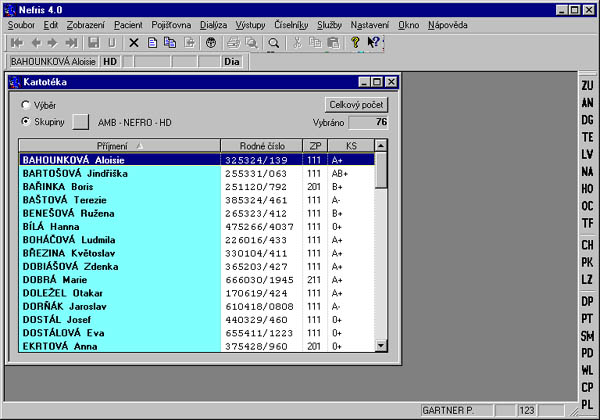 Nefris 4.0
Soubor Edit Zobrazení Pacient Pojišťovna Dialýza Výstupy Číselníky Služby Nastavení Okno Nápověda
BAHOUNKOVÁ Aloisie HD Dia
Kartotéka
Výběr
Celkový počet
Skupiny AMB - NEFRO - HD Vybráno 76
Příjmení Rodné číslo ZP KS
BAHOUNKOVÁ Aloisie 325324/139 111 A+
BARTOŠOVÁ Jindřiška 255331/063 111 AB+
BAŘINKA Boris 251120/792 201 B+
BAŠTOVÁ Terezie 385324/461 111 A-
BENEŠOVÁ Ružena 265323/412 111 B+
BÍLÁ Hanna 475266/4037 111 0+
BOHÁČOVÁ Ludmila 226016/433 111 A+
BŘEZINA Květoslav 330104/411 111 A+
DOBIÁŠOVÁ Zdenka 365203/427 111 A+
DOBRÁ Marie 666030/1945 211 A+
DOLEŽEL Otakar 170619/424 111 A+
DORŇÁK Jaroslav 610418/0808 111 A-
DOSTÁL Josef 440329/460 111 0+
DOSTÁLOVÁ Eva 655411/1223 111 0+
EKRTOVÁ Anna 375428/960 201 0+
ZU
AN
DG
TE
LV
NA
HO
OC
TF
CH
PK
LZ
DP
PT
SM
PD
WL
CP
PL
GARTNER P. 123